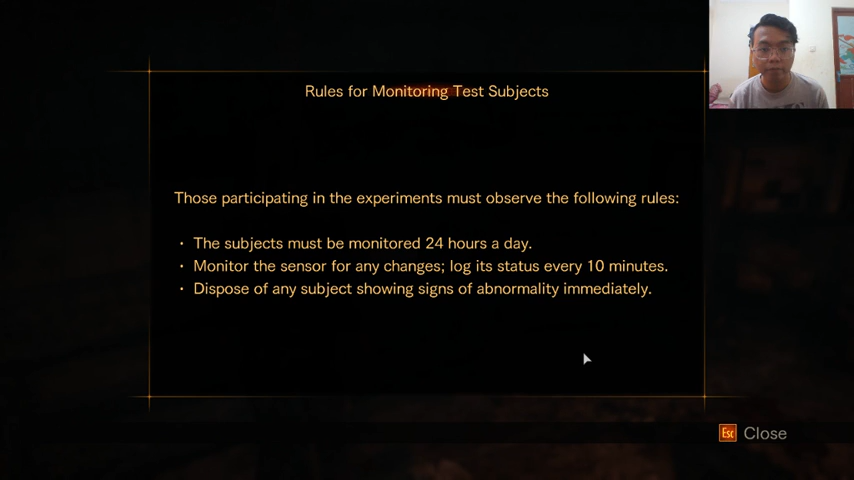 Rules for Monitoring Test Subjects
Those participating in the experiments must observe the following rules:
・ The subjects must be monitored 24 hours a day.
・ Monitor the sensor for any changes; log its status every 10 minutes.
・ Dispose of any subject showing signs of abnormality immediately.
Esc Close